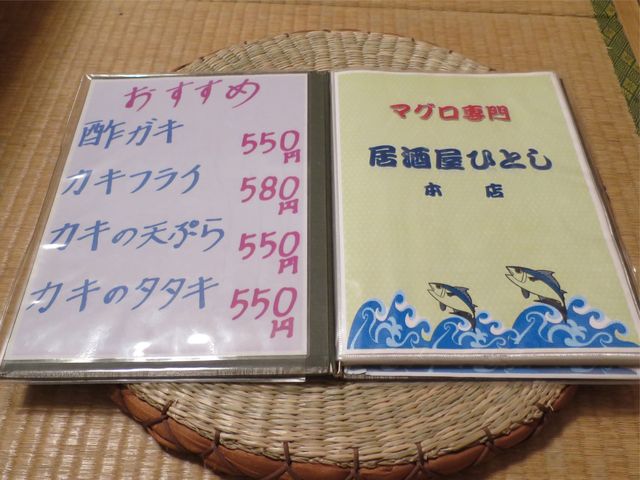 おすすめ
酢ガキ 550円
カキフライ 580円
カキの天ぷら 550円
カキのタタキ 550円
マグロ専門
居酒屋ひとし
本店